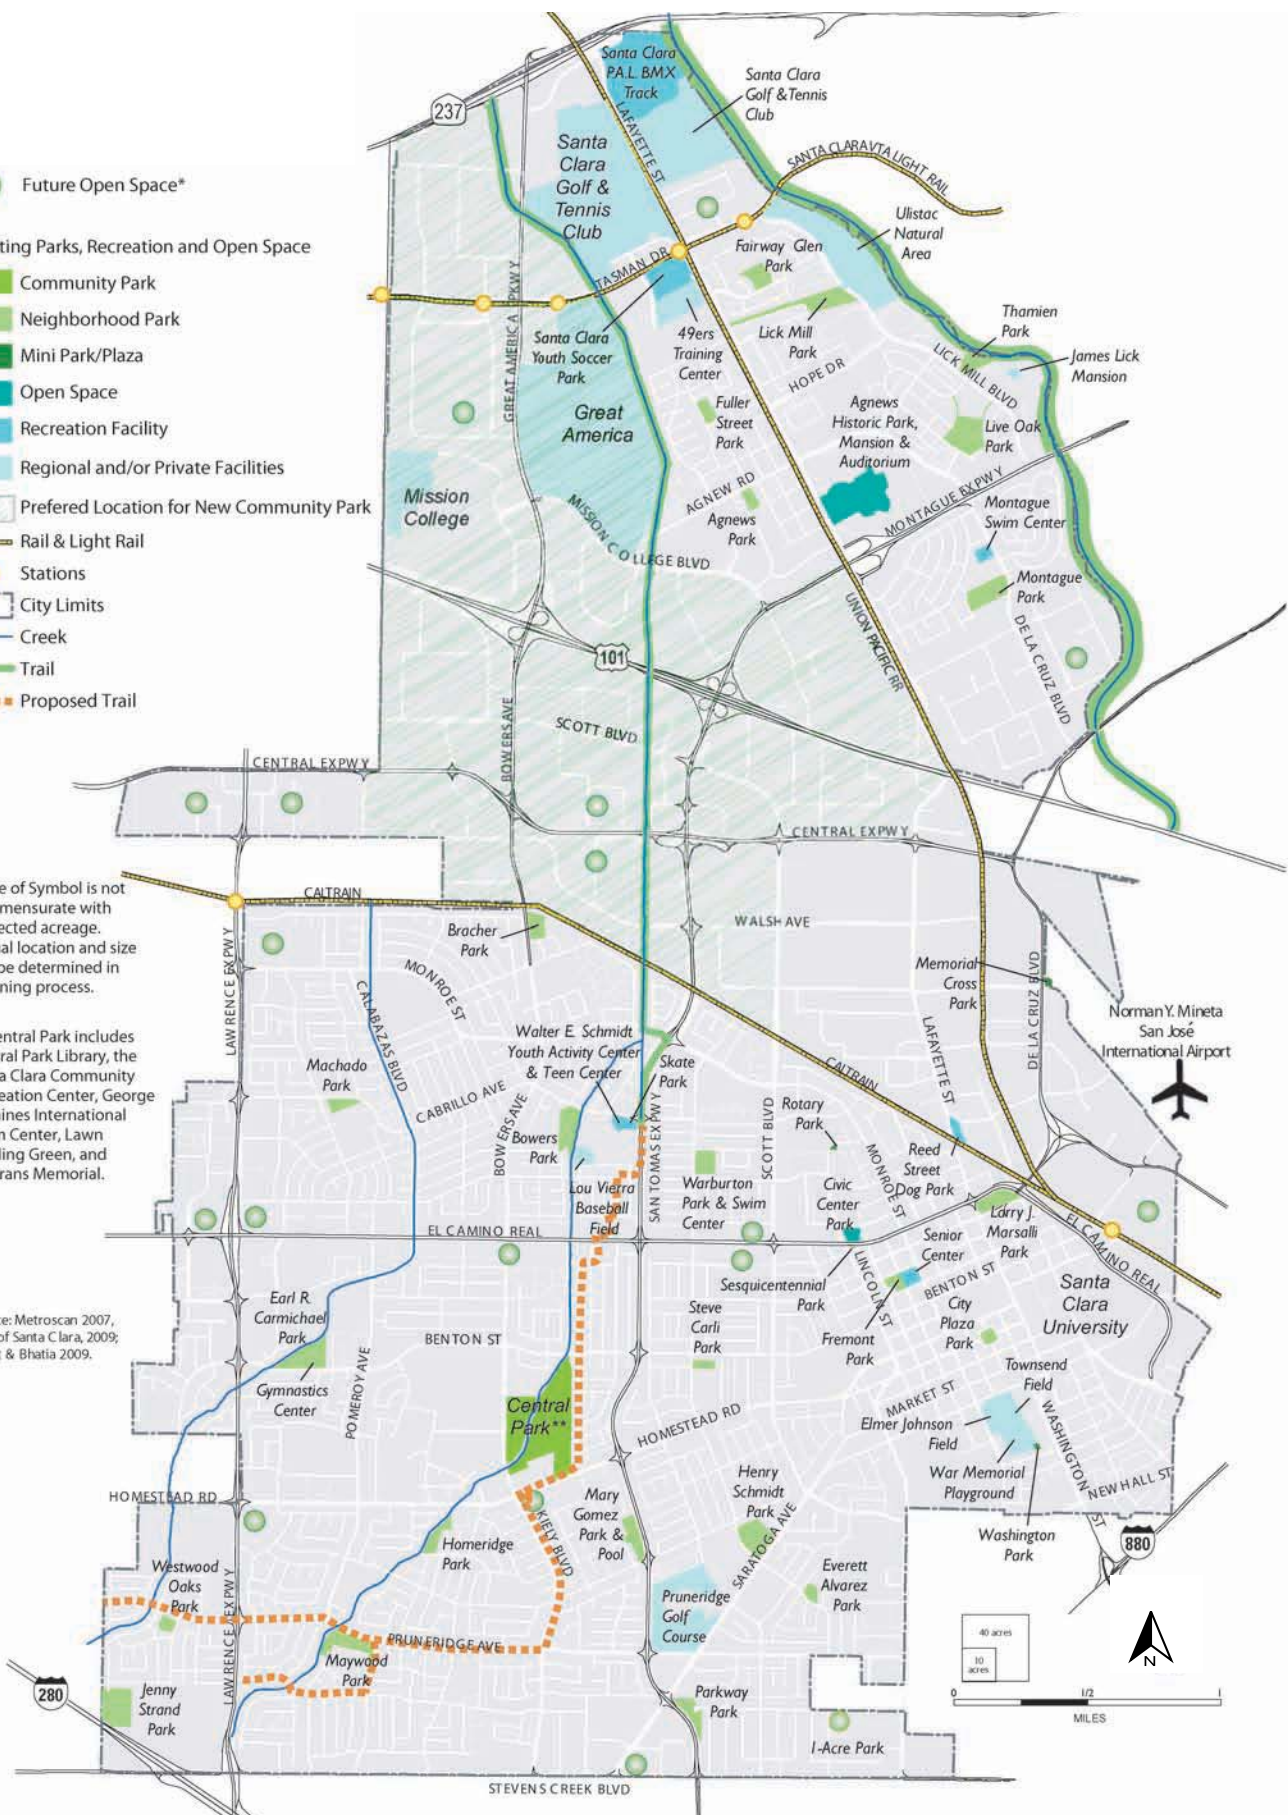 237
Santa Clara
P.A.L. BMX
Track
Santa Clara
Golf & Tennis
Club
LAFAYETTE ST
Santa
Clara
Golf &
Tennis
Club
SANTA CLARA VTA LIGHT RAIL
Future Open Space*
ting Parks, Recreation and Open Space
Community Park
Neighborhood Park
Mini Park/Plaza
Open Space
Recreation Facility
Regional and/or Private Facilities
Prefered Location for New Community Park
Rail & Light Rail
Stations
City Limits
Creek
Trail
Proposed Trail
Ulistac
Natural
Area
Fairway Glen
Park
TASMAN DR
GREAT AMERICA PKWY
Santa Clara
Youth Soccer
Park
49ers
Training
Center
Lick Mill
Park
Thamien
Park
James Lick
Mansion
LICK MILL BLVD
HOPE DR
Great
America
Fuller
Street
Park
Agnews
Historic Park,
Mansion &
Auditorium
Live Oak
Park
Mission
College
MISSION COLLEGE BLVD
AGNEW RD
Agnews
Park
MONTAGUE EXPWY
Montague
Swim Center
Montague
Park
UNION PACIFIC RR
DE LA CRUZ BLVD
101
BOWERS AVE
SCOTT BLVD
CENTRAL EXPWY
CENTRAL EXPWY
e of Symbol is not
mensurate with
ected acreage.
al location and size
be determined in
ning process.
CALTRAIN
Bracher
Park
WALSH AVE
LAWRENCE EXPWY
MONROE ST
CALABAZAS BLVD
Memorial
Cross
Park
DE LA CRUZ BLVD
Norman Y. Mineta
San José
International Airport
entral Park includes
ral Park Library, the
a Clara Community
eation Center, George
aines International
m Center, Lawn
ling Green, and
rans Memorial.
Walter E. Schmidt
Youth Activity Center
& Teen Center
Skate
Park
Machado
Park
CABRILLO AVE
BOWERS AVE
Bowers
Park
LAFAYETTE ST
CALTRAIN
Rotary
Park
SCOTT BLVD
SAN TOMAS EXPWY
MONROE ST
Reed
Street
Dog Park
Lou Vierra
Baseball
Field
Warburton
Park & Swim
Center
Civic
Center
Park
Larry J.
Marsalli
Park
EL CAMINO REAL
EL CAMINO REAL
Senior
Center
Sesquicentennial
Park
LINCOLN ST
BENTON ST
Santa
Clara
University
Earl R.
Carmichael
Park
Steve
Carli
Park
City
Plaza
Park
Fremont
Park
ce: Metroscan 2007,
of Santa Clara, 2009;
t & Bhatia 2009.
BENTON ST
POMEROY AVE
Gymnastics
Center
Central
Park**
Townsend
Field
MARKET ST
Elmer Johnson
Field
WASHINGTON ST
HOMESTEAD RD
War Memorial
Playground
NEWHALL ST
HOMESTEAD RD
Henry
Schmidt
Park
Mary
Gomez
Park &
Pool
KIELY BLVD
Homeridge
Park
SARATOGA AVE
Washington
Park
880
Westwood
Oaks
Park
Everett
Alvarez
Park
Pruneridge
Golf
Course
LAWRENCE EXPWY
PRUNERIDGE AVE
Maywood
Park
40 acres
10
acres
N
280
Jenny
Strand
Park
Parkway
Park
0
1/2
1
MILES
1-Acre Park
STEVENS CREEK BLVD